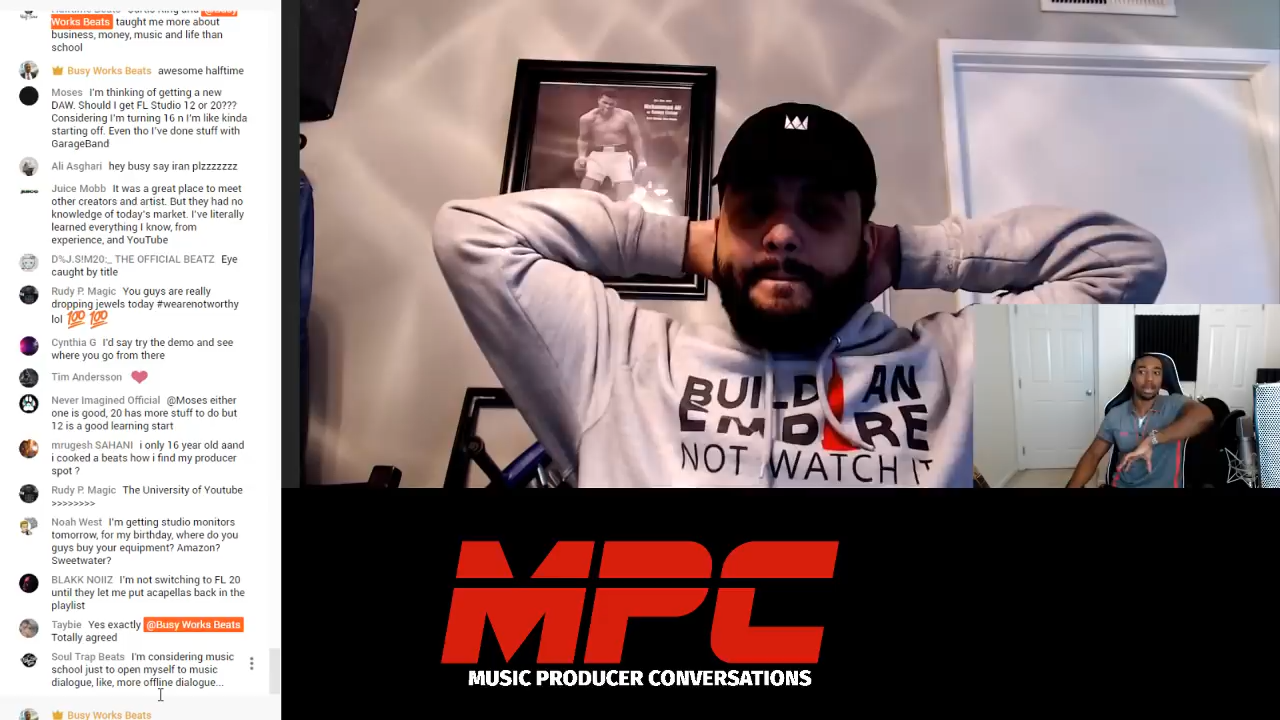 Works Beats taught me more about
business, money, music and life than
school
Busy Works Beats awesome halftime
Moses I'm thinking of getting a new
DAW. Should I get FL Studio 12 or 20???
Considering I'm turning 16 n I'm like kinda
starting off. Even tho I've done stuff with
GarageBand
Ali Asghari hey busy say iran plzzzzzz
Juice Mobb It was a great place to meet
other creators and artist. But they had no
knowledge of today's market. I've literally
learned everything I know, from
experience, and YouTube
D%J.S!M20:_ THE OFFICIAL BEATZ Eye
caught by title
Rudy P. Magic You guys are really
dropping jewels today #wearenotworthy
lol 💯 💯
Cynthia G I'd say try the demo and see
where you go from there
Tim Andersson
Never Imagined Official @Moses either
one is good, 20 has more stuff to do but
12 is a good learning start
mrugesh SAHANI i only 16 year old aand
i cooked a beats how i find my producer
spot ?
Rudy P. Magic The University of Youtube
>>>>>>>>
Noah West I'm getting studio monitors
tomorrow, for my birthday, where do you
guys buy your equipment? Amazon?
Sweetwater?
BLAKK NOIIZ I'm not switching to FL 20
until they let me put acapellas back in the
playlist
Taybie Yes exactly @Busy Works Beats
Totally agreed
Soul Trap Beats I'm considering music
school just to open myself to music
dialogue, like, more offline dialogue...
Busy Works Beats
BUILD AN
EMPIRE
NOT WATCH IT
MPC
MUSIC PRODUCER CONVERSATIONS